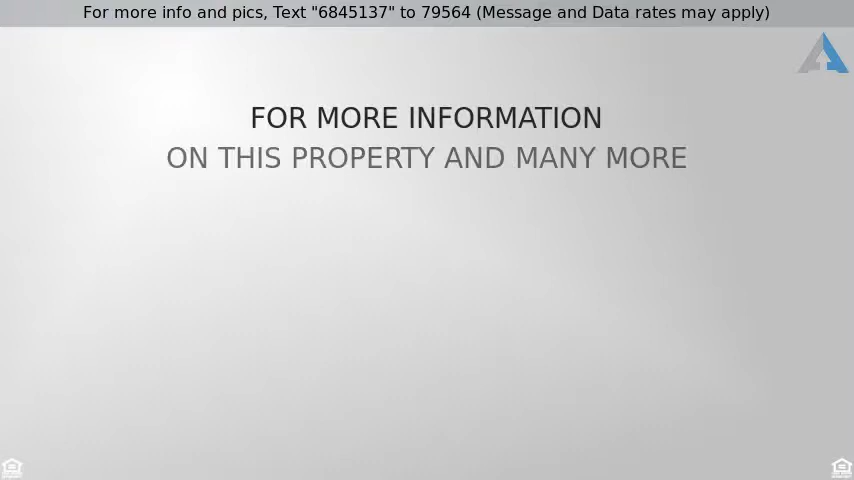 For more info and pics, Text "6845137" to 79564 (Message and Data rates may apply)
FOR MORE INFORMATION
ON THIS PROPERTY AND MANY MORE